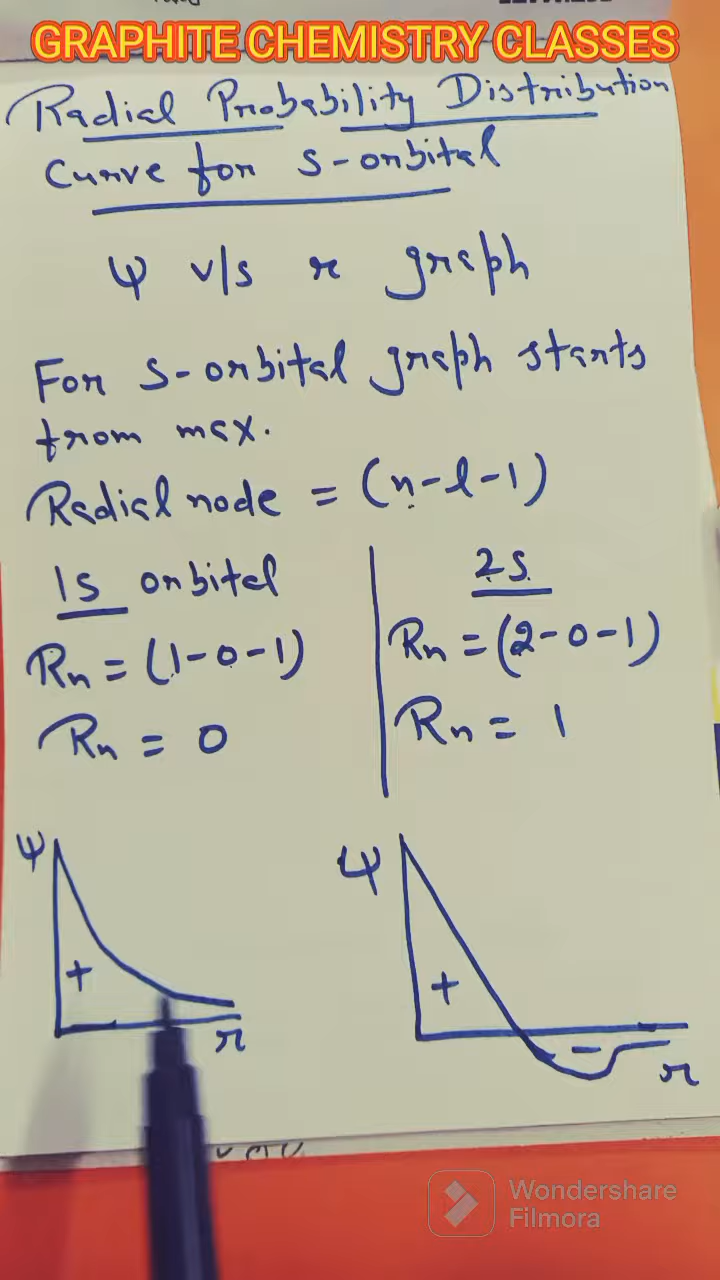 GRAPHITE CHEMISTRY CLASSES
Radial Probability Distribution
Curve for s-orbital
ψ v/s r graph
For s-orbital graph starts
from max.
Radial node = (n-l-1)
1s orbital
Rn = (1-0-1)
Rn = 0
2s
Rn = (2-0-1)
Rn = 1
ψ
+
r
ψ
+
-
r
Wondershare
Filmora